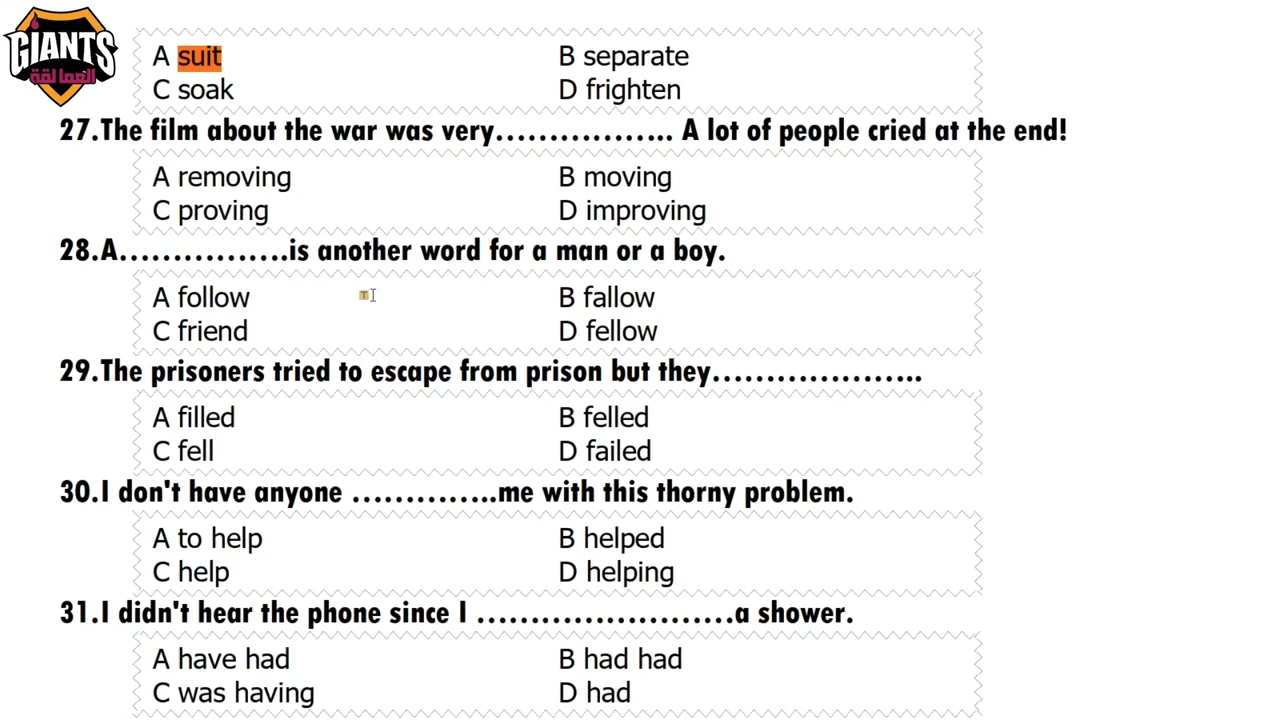 GIANTS
العمالقة
A suit B separate
C soak D frighten
27.The film about the war was very…………….. A lot of people cried at the end!
A removing B moving
C proving D improving
28.A…………….is another word for a man or a boy.
A follow B fallow
C friend D fellow
29.The prisoners tried to escape from prison but they………………..
A filled B felled
C fell D failed
30.I don't have anyone …………..me with this thorny problem.
A to help B helped
C help D helping
31.I didn't hear the phone since I …………………….a shower.
A have had B had had
C was having D had